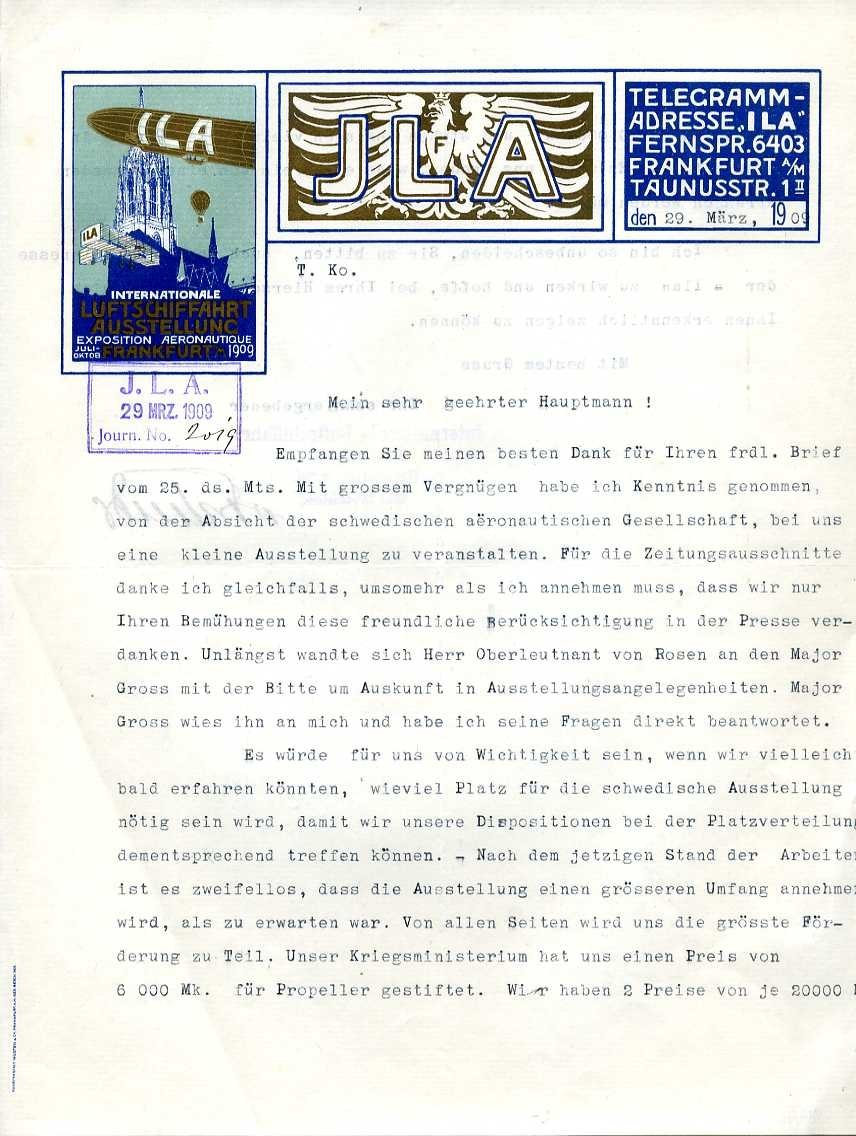 ILA
ILA
INTERNATIONALE
LUFTSCHIFFAHRT
AUSSTELLUNG
EXPOSITION AERONAUTIQUE
JULI-
OKTOB FRANKFURT A/M 1909
JLA
F
TELEGRAMM-
ADRESSE „ILA“
FERNSPR. 6403
FRANKFURT A/M
TAUNUSSTR. 1 II
den 29. März, 1909
T. Ko.
J. L. A.
29 MRZ. 1909
Journ. No. 2019
Mein sehr geehrter Hauptmann !
Empfangen Sie meinen besten Dank für Ihren frdl. Brief
vom 25. ds. Mts. Mit grossem Vergnügen habe ich Kenntnis genommen,
von der Absicht der schwedischen aëronautischen Gesellschaft, bei uns
eine kleine Ausstellung zu veranstalten. Für die Zeitungsausschnitte
danke ich gleichfalls, umsomehr als ich annehmen muss, dass wir nur
Ihren Bemühungen diese freundliche Berücksichtigung in der Presse ver-
danken. Unlängst wandte sich Herr Oberleutnant von Rosen an den Major
Gross mit der Bitte um Auskunft in Ausstellungsangelegenheiten. Major
Gross wies ihn an mich und habe ich seine Fragen direkt beantwortet.
Es würde für uns von Wichtigkeit sein, wenn wir vielleich
bald erfahren könnten, wieviel Platz für die schwedische Ausstellung
nötig sein wird, damit wir unsere Dispositionen bei der Platzverteilung
dementsprechend treffen können. - Nach dem jetzigen Stand der Arbeiten
ist es zweifellos, dass die Ausstellung einen grösseren Umfang annehmen
wird, als zu erwarten war. Von allen Seiten wird uns die grösste För-
derung zu Teil. Unser Kriegsministerium hat uns einen Preis von
6 000 Mk. für Propeller gestiftet. Wir haben 2 Preise von je 20000